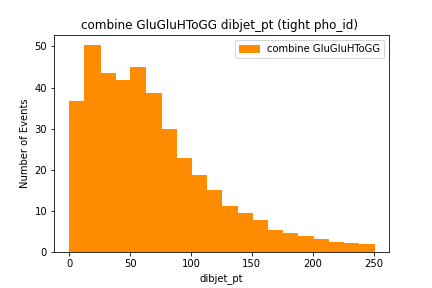 combine GluGluHToGG dibjet_pt (tight pho_id)
combine GluGluHToGG
Number of Events
50
40
30
20
10
0
0 50 100 150 200 250
dibjet_pt